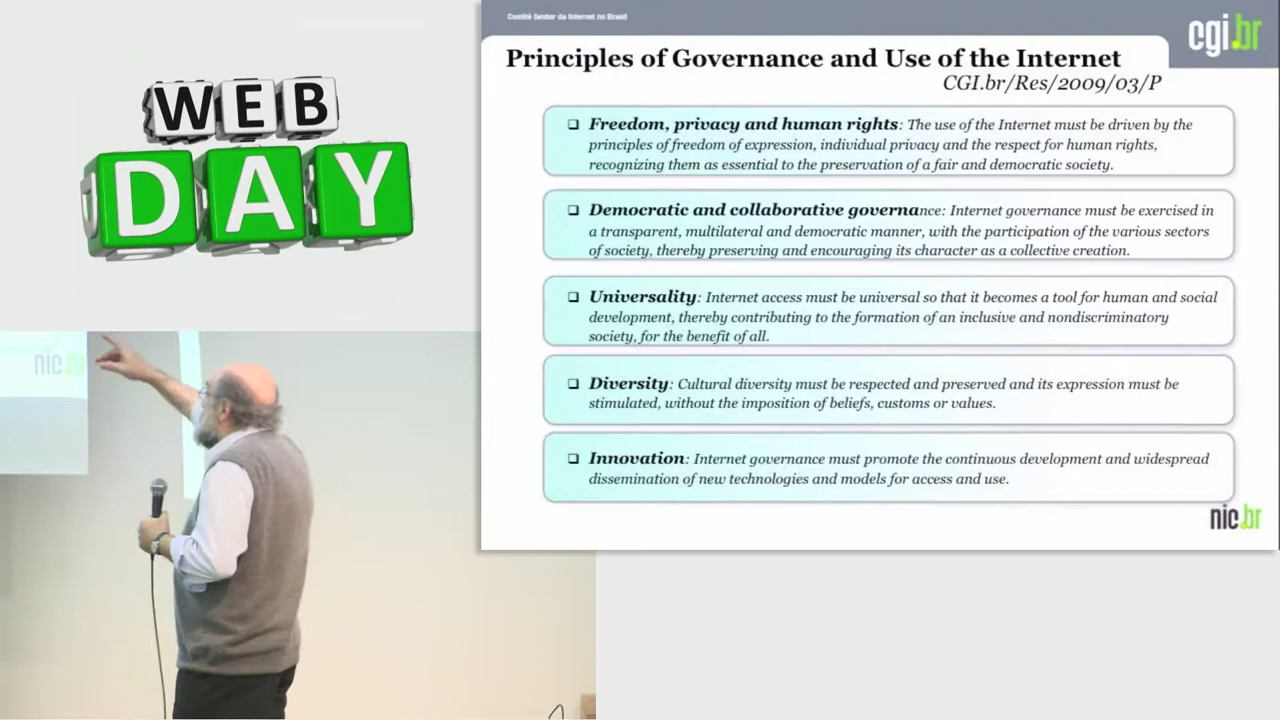 WEB
DAY
nic.br
Comitê Gestor da Internet no Brasil
cgi.br
Principles of Governance and Use of the Internet
CGI.br/Res/2009/03/P
Freedom, privacy and human rights: The use of the Internet must be driven by the
principles of freedom of expression, individual privacy and the respect for human rights,
recognizing them as essential to the preservation of a fair and democratic society.
Democratic and collaborative governance: Internet governance must be exercised in
a transparent, multilateral and democratic manner, with the participation of the various sectors
of society, thereby preserving and encouraging its character as a collective creation.
Universality: Internet access must be universal so that it becomes a tool for human and social
development, thereby contributing to the formation of an inclusive and nondiscriminatory
society, for the benefit of all.
Diversity: Cultural diversity must be respected and preserved and its expression must be
stimulated, without the imposition of beliefs, customs or values.
Innovation: Internet governance must promote the continuous development and widespread
dissemination of new technologies and models for access and use.
nic.br